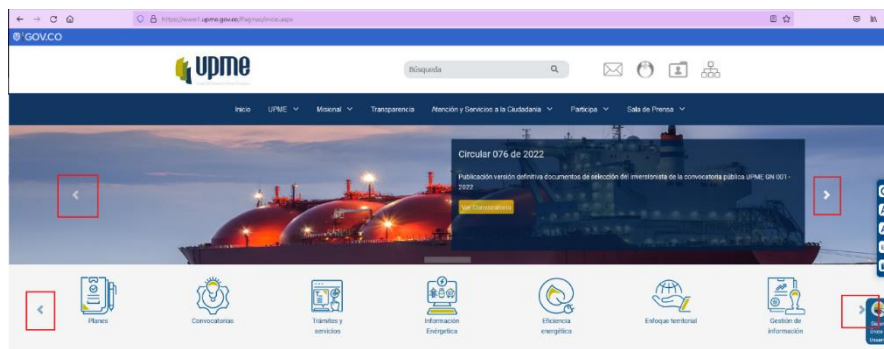 https://www1.upme.gov.co/Paginas/inicio.aspx
GOV.CO
upme
Búsqueda
Inicio UPME Misional Transparencia Atención y Servicios a la Ciudadanía Participa Sala de Prensa
Circular 076 de 2022
Publicación versión definitiva documentos de selección del inversionista de la convocatoria pública UPME GN 001 -
2022
Ver Convocatoria
Planes
Convocatorias
Trámites y
servicios
Información
Energética
Eficiencia
energética
Enfoque territorial
Gestión de
información